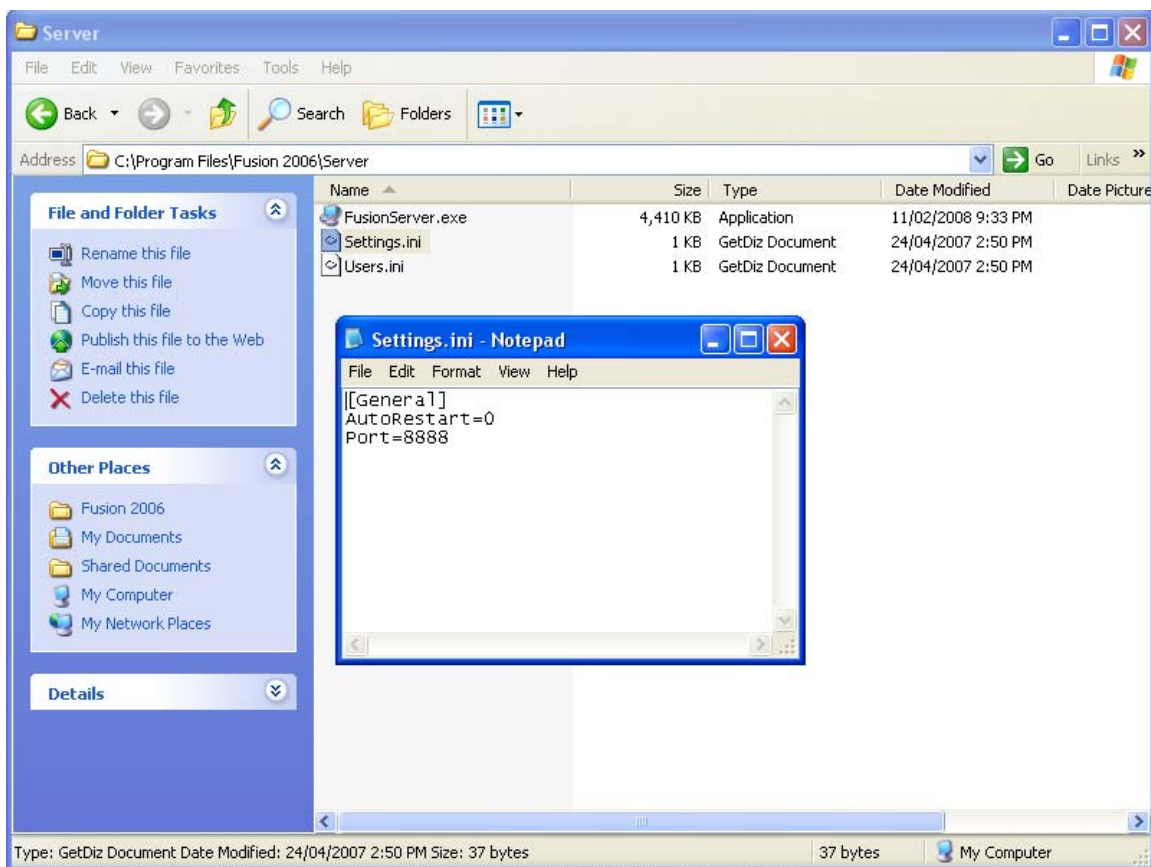 Server
File Edit View Favorites Tools Help
Back Search Folders
Address C:\Program Files\Fusion 2006\Server Go Links »
Name Size Type Date Modified Date Picture
FusionServer.exe 4,410 KB Application 11/02/2008 9:33 PM
Settings.ini 1 KB GetDiz Document 24/04/2007 2:50 PM
Users.ini 1 KB GetDiz Document 24/04/2007 2:50 PM
File and Folder Tasks
Rename this file
Move this file
Copy this file
Publish this file to the Web
E-mail this file
Delete this file
Other Places
Fusion 2006
My Documents
Shared Documents
My Computer
My Network Places
Details
Settings.ini - Notepad
File Edit Format View Help
[General]
AutoRestart=0
Port=8888
Type: GetDiz Document Date Modified: 24/04/2007 2:50 PM Size: 37 bytes 37 bytes My Computer